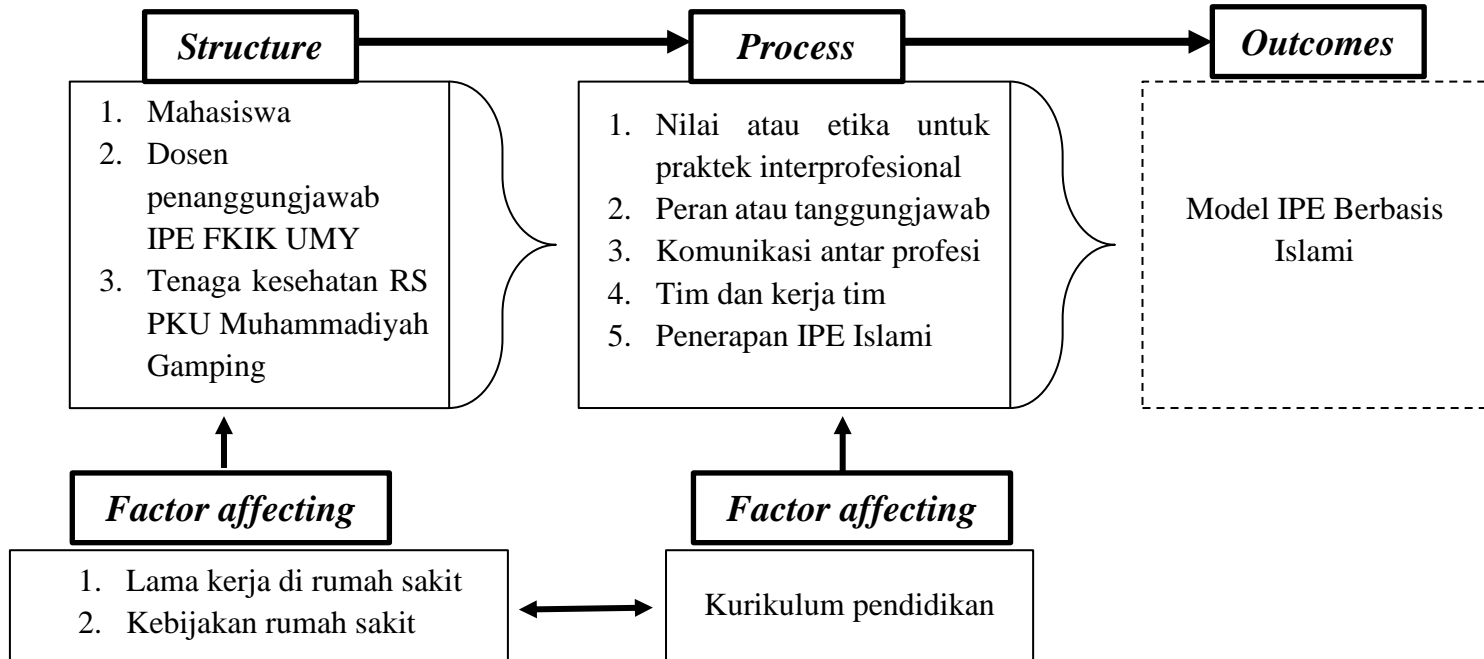 Structure
Process
Outcomes
1. Mahasiswa
2. Dosen
penanggungjawab
IPE FKIK UMY
3. Tenaga kesehatan RS
PKU Muhammadiyah
Gamping
1. Nilai atau etika untuk
praktek interprofesional
2. Peran atau tanggungjawab
3. Komunikasi antar profesi
4. Tim dan kerja tim
5. Penerapan IPE Islami
Model IPE Berbasis
Islami
Factor affecting
Factor affecting
1. Lama kerja di rumah sakit
2. Kebijakan rumah sakit
Kurikulum pendidikan